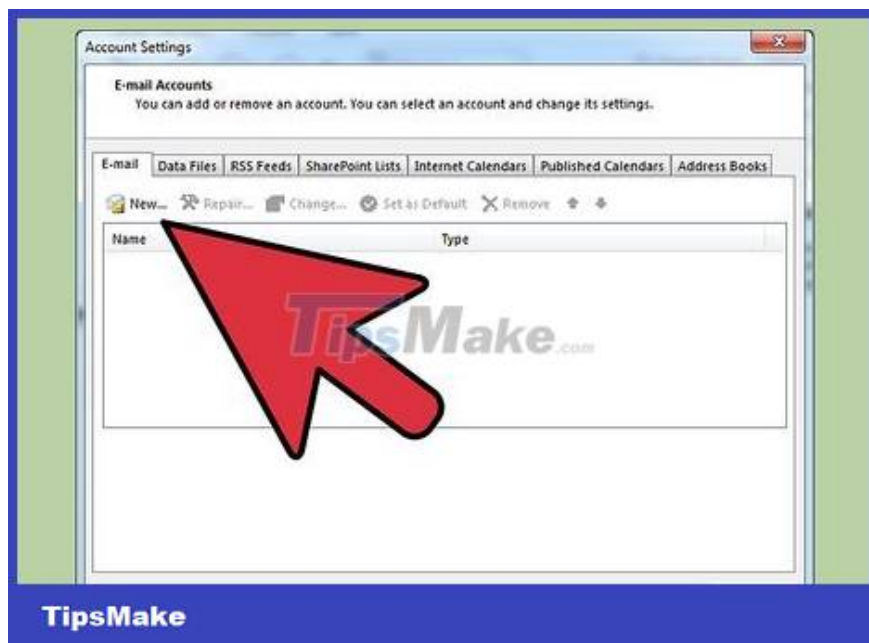 Account Settings
E-mail Accounts
You can add or remove an account. You can select an account and change its settings.
E-mail Data Files RSS Feeds SharePoint Lists Internet Calendars Published Calendars Address Books
New... Repair... Change... Set as Default Remove
Name Type
TipsMake.com
TipsMake